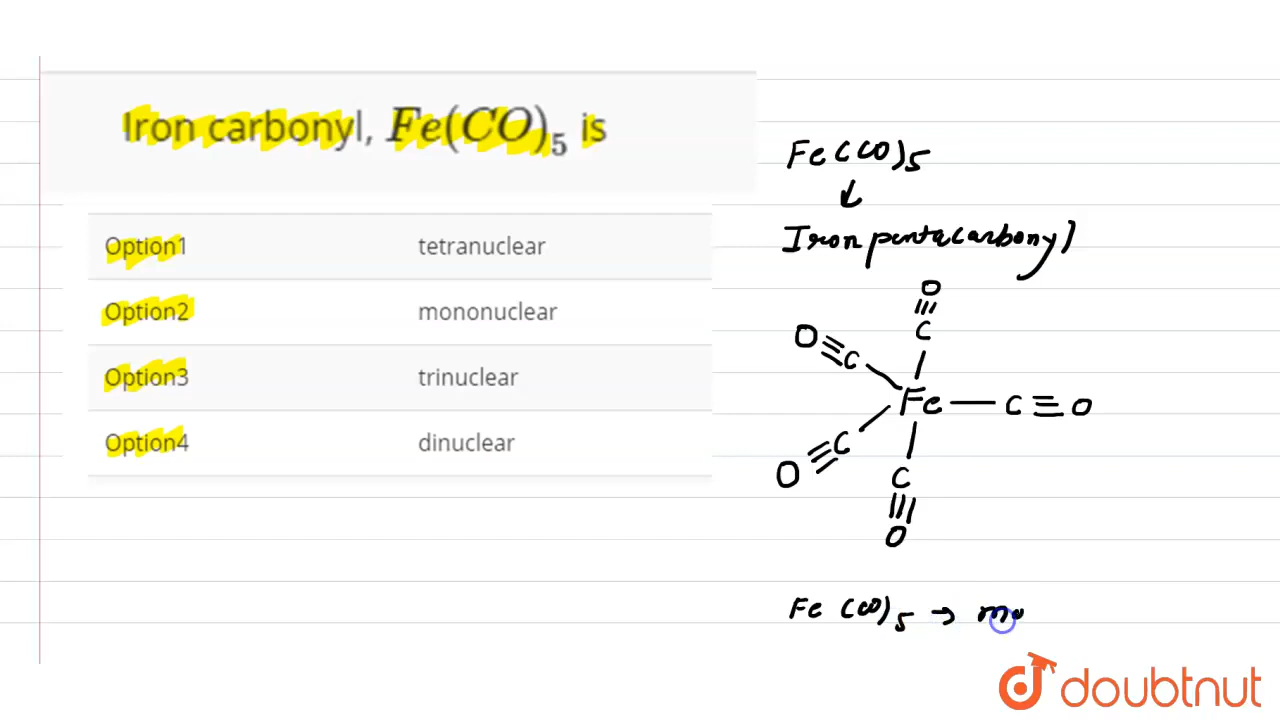 Iron carbonyl, Fe(CO)₅ is
Option1 tetranuclear
Option2 mononuclear
Option3 trinuclear
Option4 dinuclear
Fe(CO)5
↓
Iron pentacarbonyl
O
≡
C
O≡C
Fe—C≡O
O≡C
C
≡
O
Fe (CO)5 → mo
doubtnut